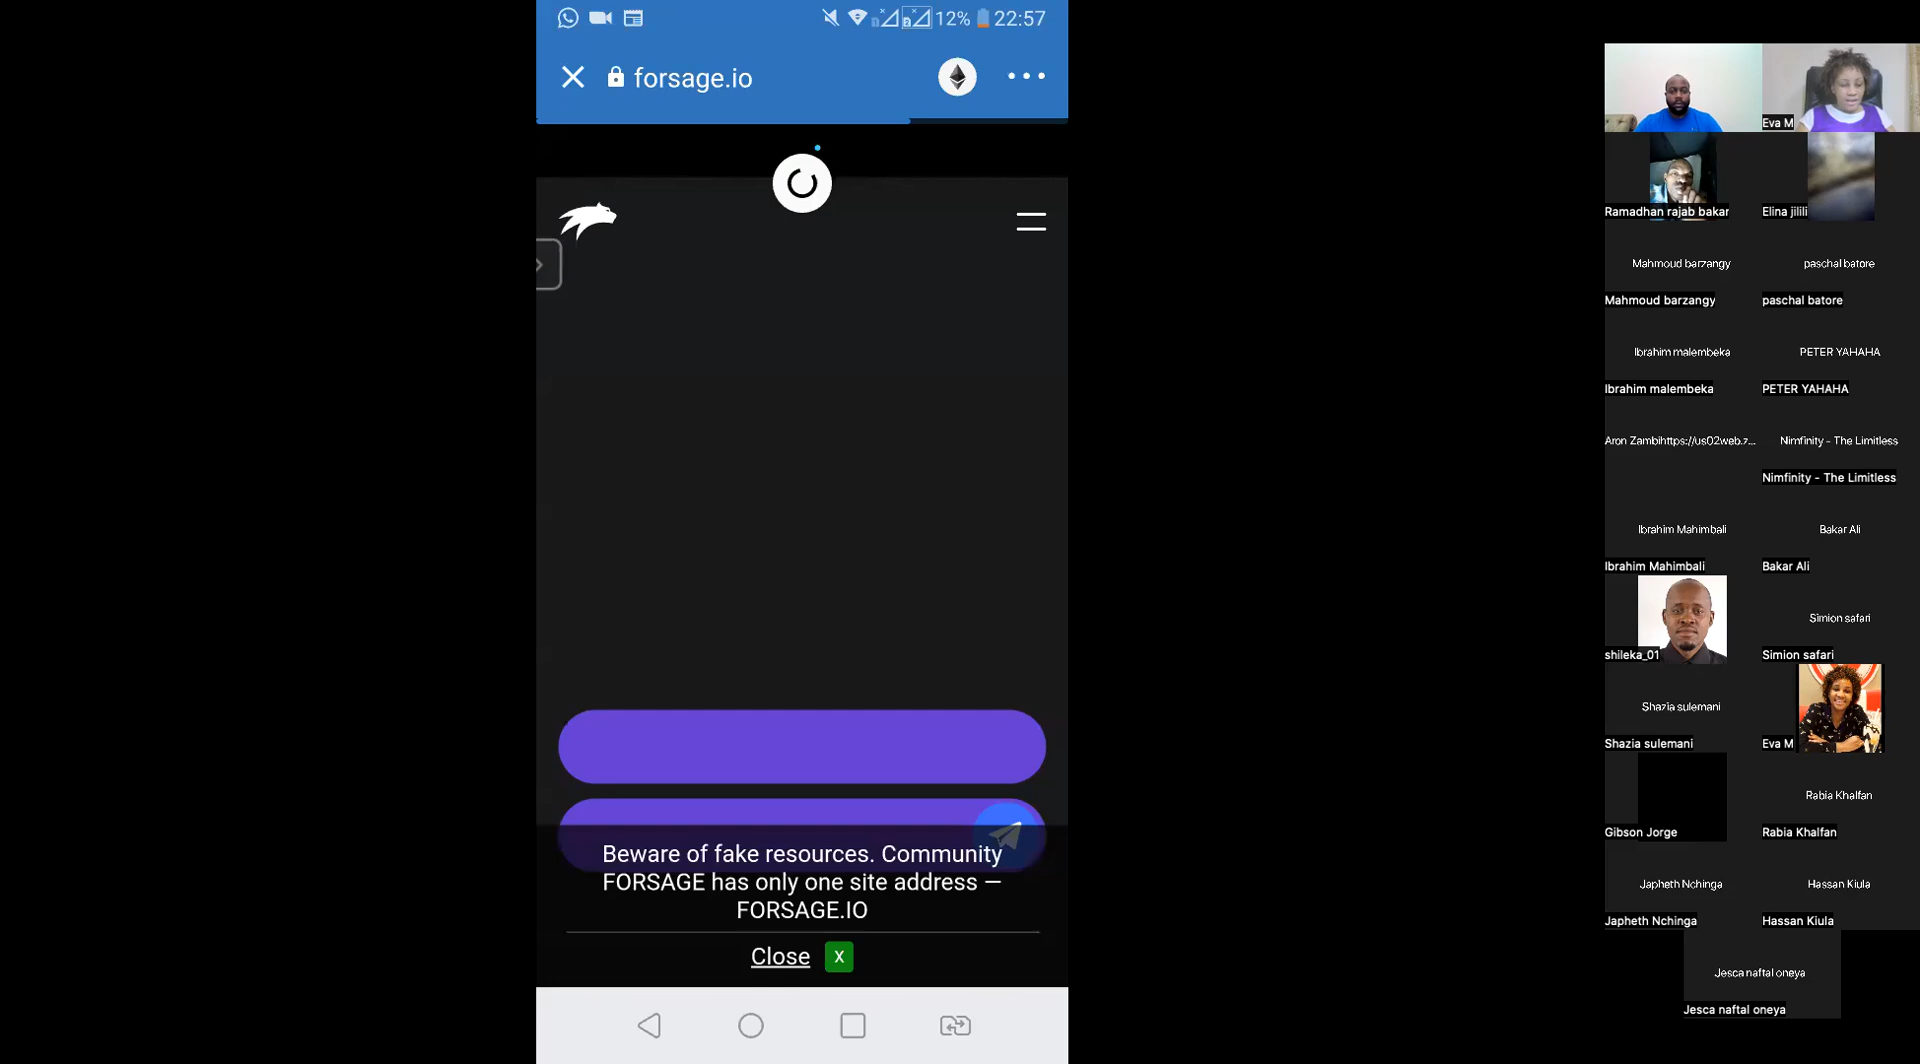 12% 22:57
forsage.io
Beware of fake resources. Community
FORSAGE has only one site address —
FORSAGE.IO
Close X
Eva M
Ramadhan rajab bakar
Elina jilili
Mahmoud barzangy
paschal batore
Mahmoud barzangy
paschal batore
Ibrahim malembeka
PETER YAHAHA
Ibrahim malembeka
PETER YAHAHA
Aron Zambihttps://us02web.z...
Nimfinity - The Limitless
Nimfinity - The Limitless
Ibrahim Mahimbali
Bakar Ali
Ibrahim Mahimbali
Bakar Ali
Simion safari
shileka_01
Simion safari
Shazia sulemani
Shazia sulemani
Eva M
Rabia Khalfan
Gibson Jorge
Rabia Khalfan
Japheth Nchinga
Hassan Kiula
Japheth Nchinga
Hassan Kiula
Jesca naftal oneya
Jesca naftal oneya